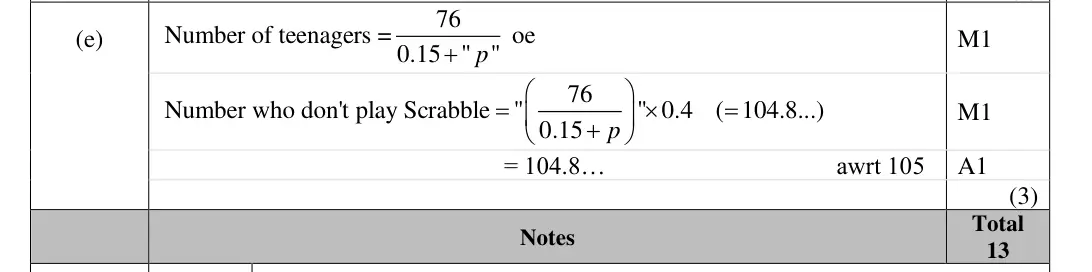 (e) Number of teenagers = 76 / (0.15 + "p") oe M1
Number who don't play Scrabble = "(76 / (0.15 + p))" × 0.4 (= 104.8...) M1
= 104.8… awrt 105 A1
(3)
Notes Total 13